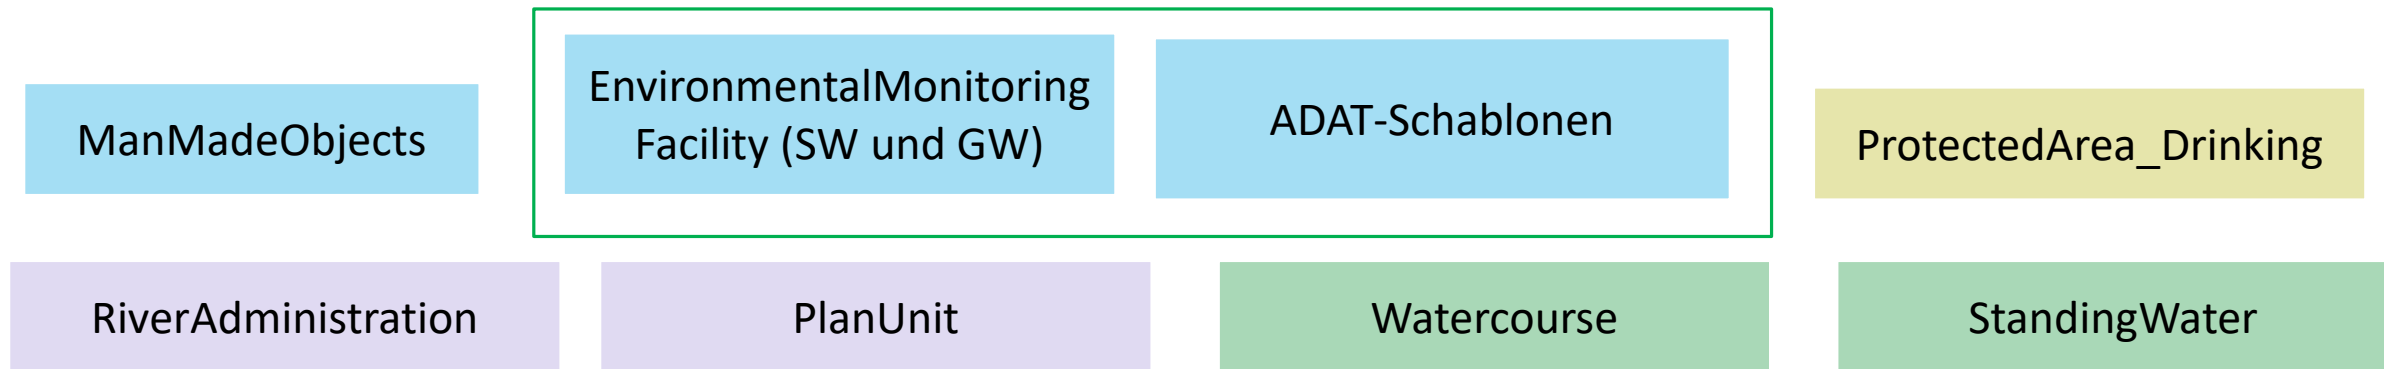 ManMadeObjects
EnvironmentalMonitoring
Facility (SW und GW)
ADAT-Schablonen
ProtectedArea_Drinking
RiverAdministration
PlanUnit
Watercourse
StandingWater